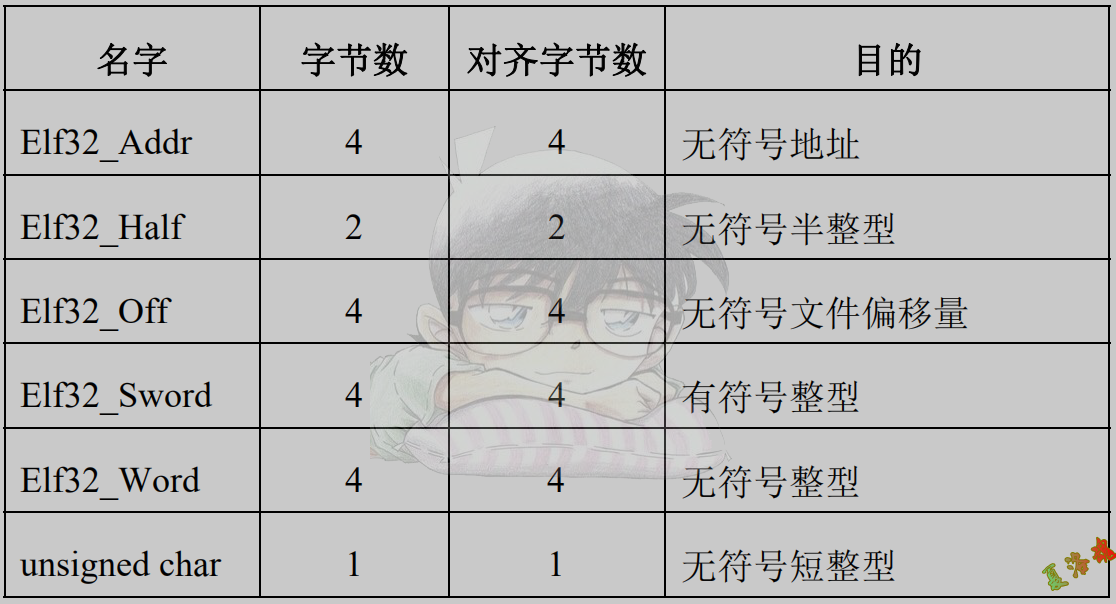 名字 字节数 对齐字节数 目的
Elf32_Addr 4 4 无符号地址
Elf32_Half 2 2 无符号半整型
Elf32_Off 4 4 无符号文件偏移量
Elf32_Sword 4 4 有符号整型
Elf32_Word 4 4 无符号整型
unsigned char 1 1 无符号短整型